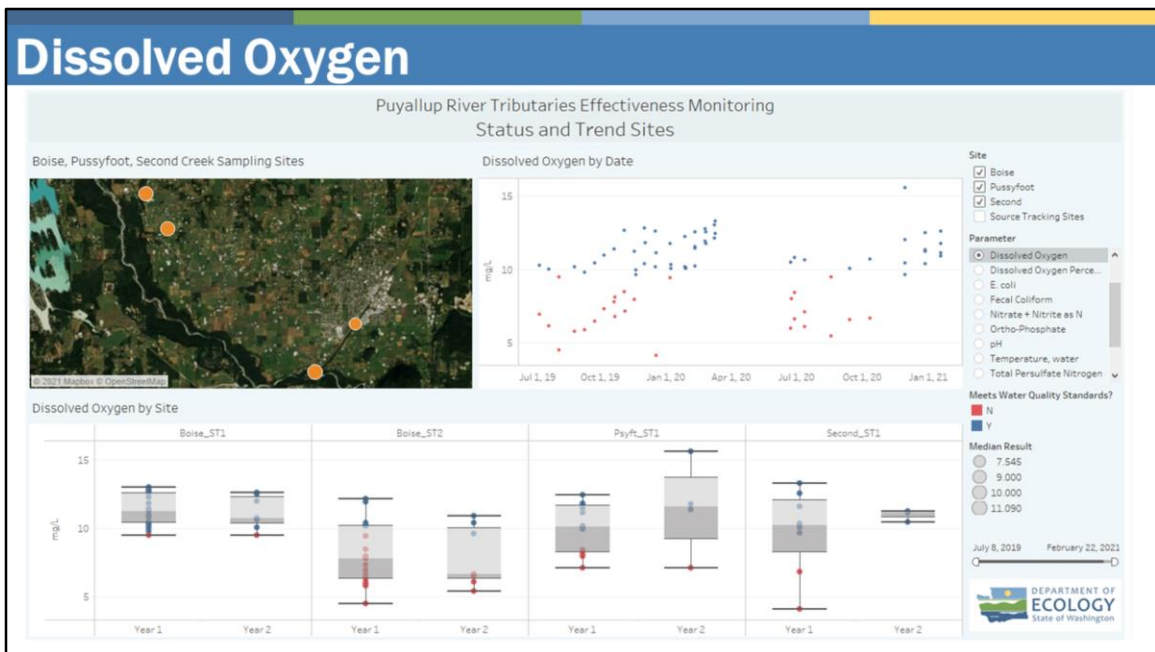 Dissolved Oxygen
Puyallup River Tributaries Effectiveness Monitoring
Status and Trend Sites
Boise, Pussyfoot, Second Creek Sampling Sites
© 2021 Mapbox © OpenStreetMap
Dissolved Oxygen by Date
15
10
5
mg/L
Jul 1, 19 Oct 1, 19 Jan 1, 20 Apr 1, 20 Jul 1, 20 Oct 1, 20 Jan 1, 21
Site
Boise
Pussyfoot
Second
Source Tracking Sites
Parameter
Dissolved Oxygen
Dissolved Oxygen Perce...
E. coli
Fecal Coliform
Nitrate + Nitrite as N
Ortho-Phosphate
pH
Temperature, water
Total Persulfate Nitrogen
Meets Water Quality Standards?
N
Y
Median Result
7.545
9.000
10.000
11.090
July 8, 2019 February 22, 2021
Dissolved Oxygen by Site
Boise_ST1 Boise_ST2 Psyft_ST1 Second_ST1
15
10
5
mg/L
Year 1 Year 2 Year 1 Year 2 Year 1 Year 2 Year 1 Year 2
DEPARTMENT OF
ECOLOGY
State of Washington